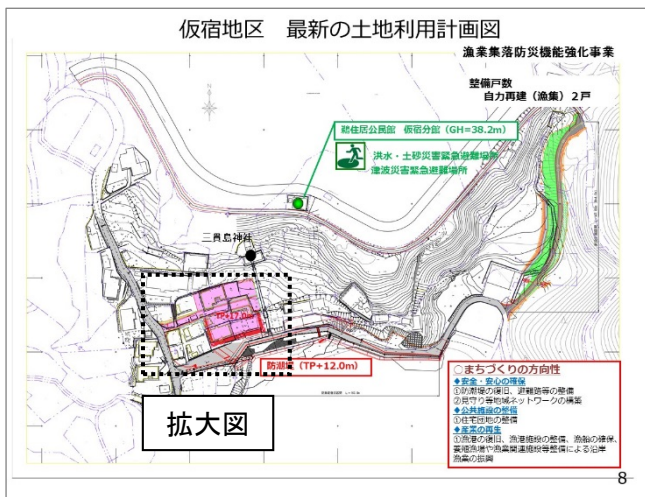 仮宿地区 最新の土地利用計画図
漁業集落防災機能強化事業
整備戸数
自力再建(漁集)2戸
鵜住居公民館 仮宿分館(GH=38.2m)
洪水・土砂災害緊急避難場所
津波災害緊急避難場所
三貫島神社
TP+17.0m
防潮堤(TP+12.0m)
拡大図
○まちづくりの方向性
◆安全・安心の確保
①防潮堤の復旧、避難路等の整備
②見守り等地域ネットワークの構築
◆公共施設の整備
①住宅団地の整備
◆産業の再生
①漁港の復旧、漁港施設の整備、漁船の確保、
養殖漁場や漁業関連施設等整備による沿岸
漁業の振興
8